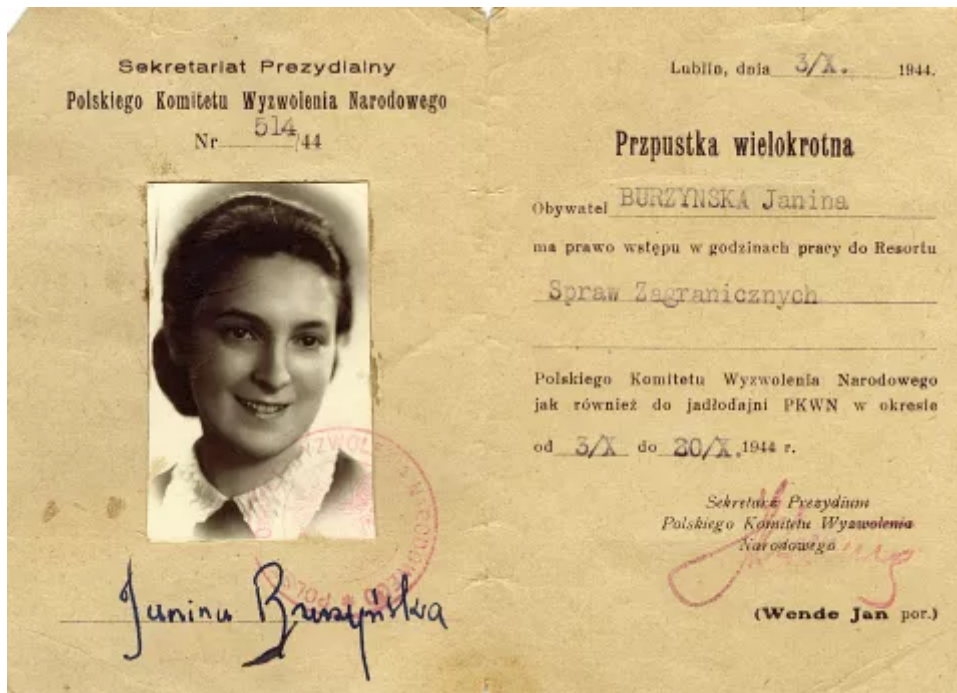 Sekretariat Prezydialny
Polskiego Komitetu Wyzwolenia Narodowego
Nr 514/44
Janina Burzyńska
Lublin, dnia 3/X. 1944.
Przpustka wielokrotna
Obywatel BURZYNSKA Janina
ma prawo wstępu w godzinach pracy do Resortu
Spraw Zagranicznych
Polskiego Komitetu Wyzwolenia Narodowego
jak również do jadłodajni PKWN w okresie
od 3/X do 20/X.1944 r.
Sekretarz Prezydium
Polskiego Komitetu Wyzwolenia
Narodowego
(Wende Jan por.)